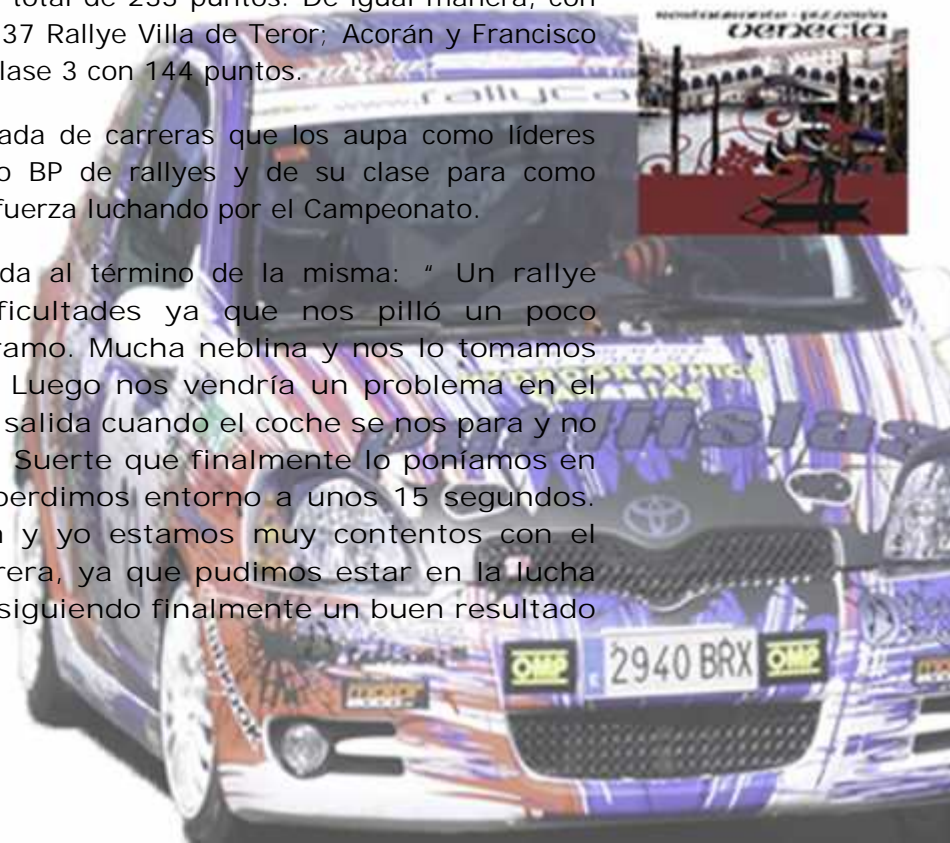 total de 233 puntos. De igual manera, con
37 Rallye Villa de Teror; Acorán y Francisco
lase 3 con 144 puntos.
ada de carreras que los aupa como líderes
o BP de rallyes y de su clase para como
fuerza luchando por el Campeonato.
da al término de la misma: “ Un rallye
ficultades ya que nos pilló un poco
ramo. Mucha neblina y nos lo tomamos
Luego nos vendría un problema en el
salida cuando el coche se nos para y no
Suerte que finalmente lo poníamos en
perdimos entorno a unos 15 segundos.
y yo estamos muy contentos con el
rera, ya que pudimos estar en la lucha
siguiendo finalmente un buen resultado
restaurante - pizzeria
venecia
www.rallyca
OMP 2940 BRX OMP